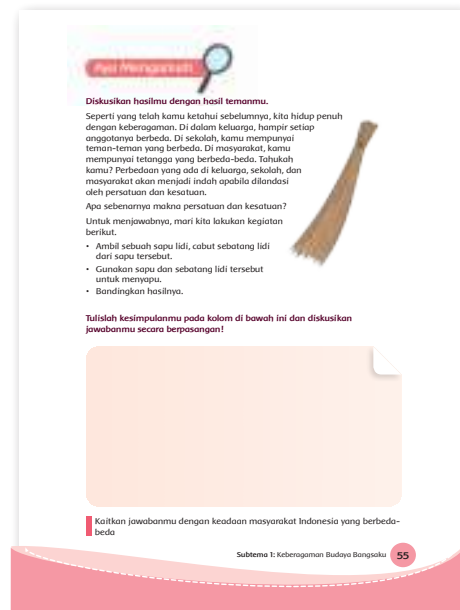 Ayo Mengamati
Diskusikan hasilmu dengan hasil temanmu.
Seperti yang telah kamu ketahui sebelumnya, kita hidup penuh
dengan keberagaman. Di dalam keluarga, hampir setiap
anggotanya berbeda. Di sekolah, kamu mempunyai
teman-teman yang berbeda. Di masyarakat, kamu
mempunyai tetangga yang berbeda-beda. Tahukah
kamu? Perbedaan yang ada di keluarga, sekolah, dan
masyarakat akan menjadi indah apabila dilandasi
oleh persatuan dan kesatuan.
Apa sebenarnya makna persatuan dan kesatuan?
Untuk menjawabnya, mari kita lakukan kegiatan
berikut.
• Ambil sebuah sapu lidi, cabut sebatang lidi
dari sapu tersebut.
• Gunakan sapu dan sebatang lidi tersebut
untuk menyapu.
• Bandingkan hasilnya.
Tulislah kesimpulanmu pada kolom di bawah ini dan diskusikan
jawabanmu secara berpasangan!
Kaitkan jawabanmu dengan keadaan masyarakat Indonesia yang berbeda-
beda
Subtema 1: Keberagaman Budaya Bangsaku 55